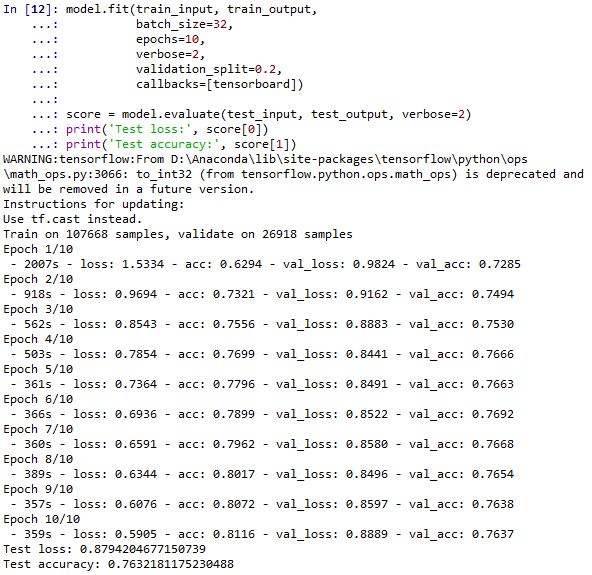 In [12]: model.fit(train_input, train_output,
    ...:           batch_size=32,
    ...:           epochs=10,
    ...:           verbose=2,
    ...:           validation_split=0.2,
    ...:           callbacks=[tensorboard])
    ...:
    ...: score = model.evaluate(test_input, test_output, verbose=2)
    ...: print('Test loss:', score[0])
    ...: print('Test accuracy:', score[1])
WARNING:tensorflow:From D:\Anaconda\lib\site-packages\tensorflow\python\ops
\math_ops.py:3066: to_int32 (from tensorflow.python.ops.math_ops) is deprecated and
will be removed in a future version.
Instructions for updating:
Use tf.cast instead.
Train on 107668 samples, validate on 26918 samples
Epoch 1/10
 - 2007s - loss: 1.5334 - acc: 0.6294 - val_loss: 0.9824 - val_acc: 0.7285
Epoch 2/10
 - 918s - loss: 0.9694 - acc: 0.7321 - val_loss: 0.9162 - val_acc: 0.7494
Epoch 3/10
 - 562s - loss: 0.8543 - acc: 0.7556 - val_loss: 0.8883 - val_acc: 0.7530
Epoch 4/10
 - 503s - loss: 0.7854 - acc: 0.7699 - val_loss: 0.8441 - val_acc: 0.7666
Epoch 5/10
 - 361s - loss: 0.7364 - acc: 0.7796 - val_loss: 0.8491 - val_acc: 0.7663
Epoch 6/10
 - 366s - loss: 0.6936 - acc: 0.7899 - val_loss: 0.8522 - val_acc: 0.7692
Epoch 7/10
 - 360s - loss: 0.6591 - acc: 0.7962 - val_loss: 0.8580 - val_acc: 0.7668
Epoch 8/10
 - 389s - loss: 0.6344 - acc: 0.8017 - val_loss: 0.8496 - val_acc: 0.7654
Epoch 9/10
 - 357s - loss: 0.6076 - acc: 0.8072 - val_loss: 0.8597 - val_acc: 0.7638
Epoch 10/10
 - 359s - loss: 0.5905 - acc: 0.8116 - val_loss: 0.8889 - val_acc: 0.7637
Test loss: 0.8794204677150739
Test accuracy: 0.7632181175230488